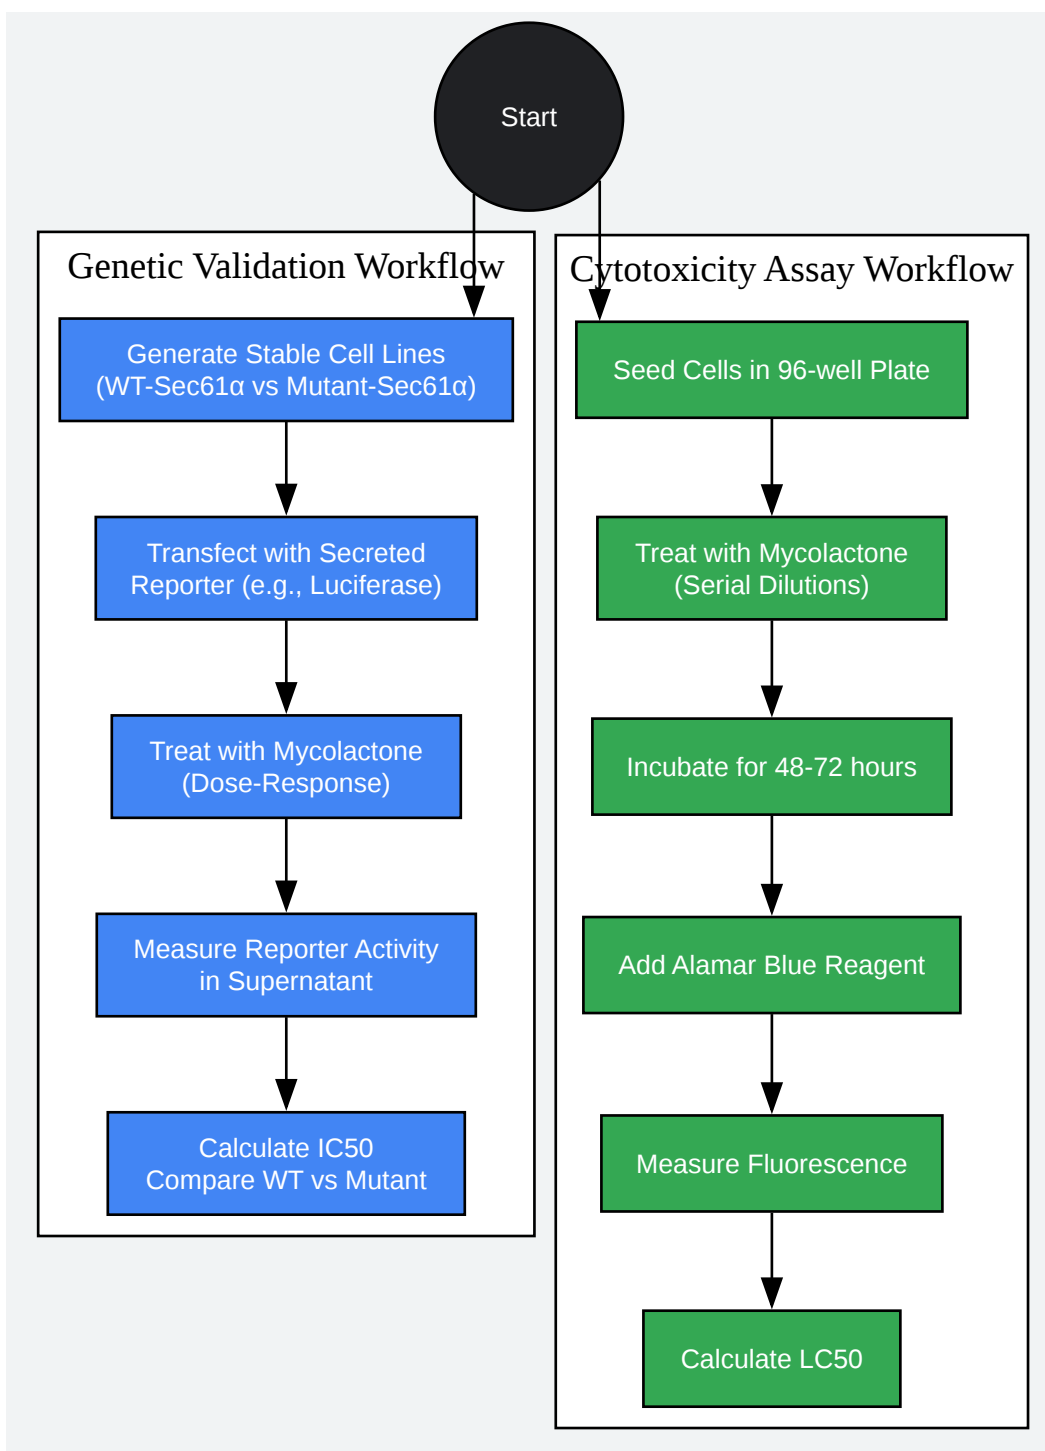 Start
Genetic Validation Workflow
Generate Stable Cell Lines
(WT-Sec61α vs Mutant-Sec61α)
Transfect with Secreted
Reporter (e.g., Luciferase)
Treat with Mycolactone
(Dose-Response)
Measure Reporter Activity
in Supernatant
Calculate IC50
Compare WT vs Mutant
Cytotoxicity Assay Workflow
Seed Cells in 96-well Plate
Treat with Mycolactone
(Serial Dilutions)
Incubate for 48-72 hours
Add Alamar Blue Reagent
Measure Fluorescence
Calculate LC50